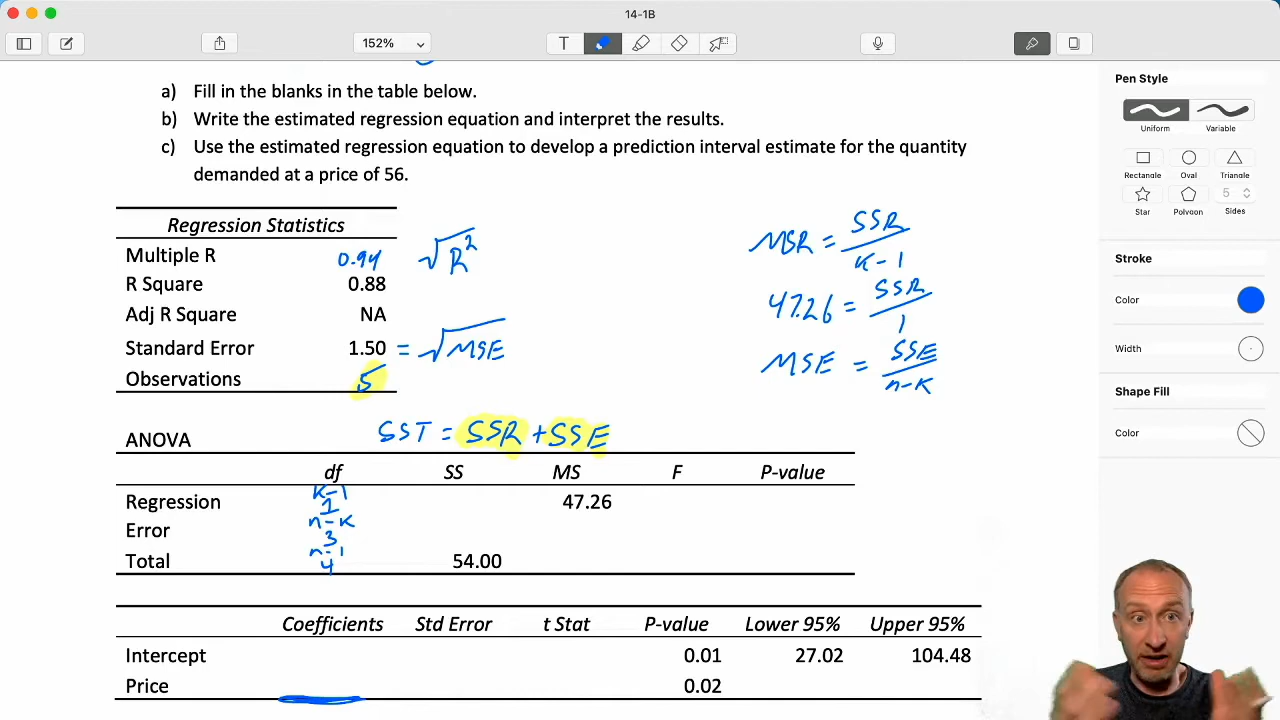 14-1B
T 152%
Pen Style
Uniform Variable
Rectangle Oval Triangle
Star Polygon 5 Sides
Stroke
Color
Width
Shape Fill
Color
a) Fill in the blanks in the table below.
b) Write the estimated regression equation and interpret the results.
c) Use the estimated regression equation to develop a prediction interval estimate for the quantity
demanded at a price of 56.
Regression Statistics
Multiple R 0.94 √R²
R Square 0.88
Adj R Square NA
Standard Error 1.50 = √MSE
Observations 5
MSR = SSR / K-1
47.26 = SSR / 1
MSE = SSE / n-K
SST = SSR + SSE
ANOVA
df SS MS F P-value
K-1
Regression 1 47.26
n-K
Error 3
n-1
Total 4 54.00
Coefficients Std Error t Stat P-value Lower 95% Upper 95%
Intercept 0.01 27.02 104.48
Price 0.02